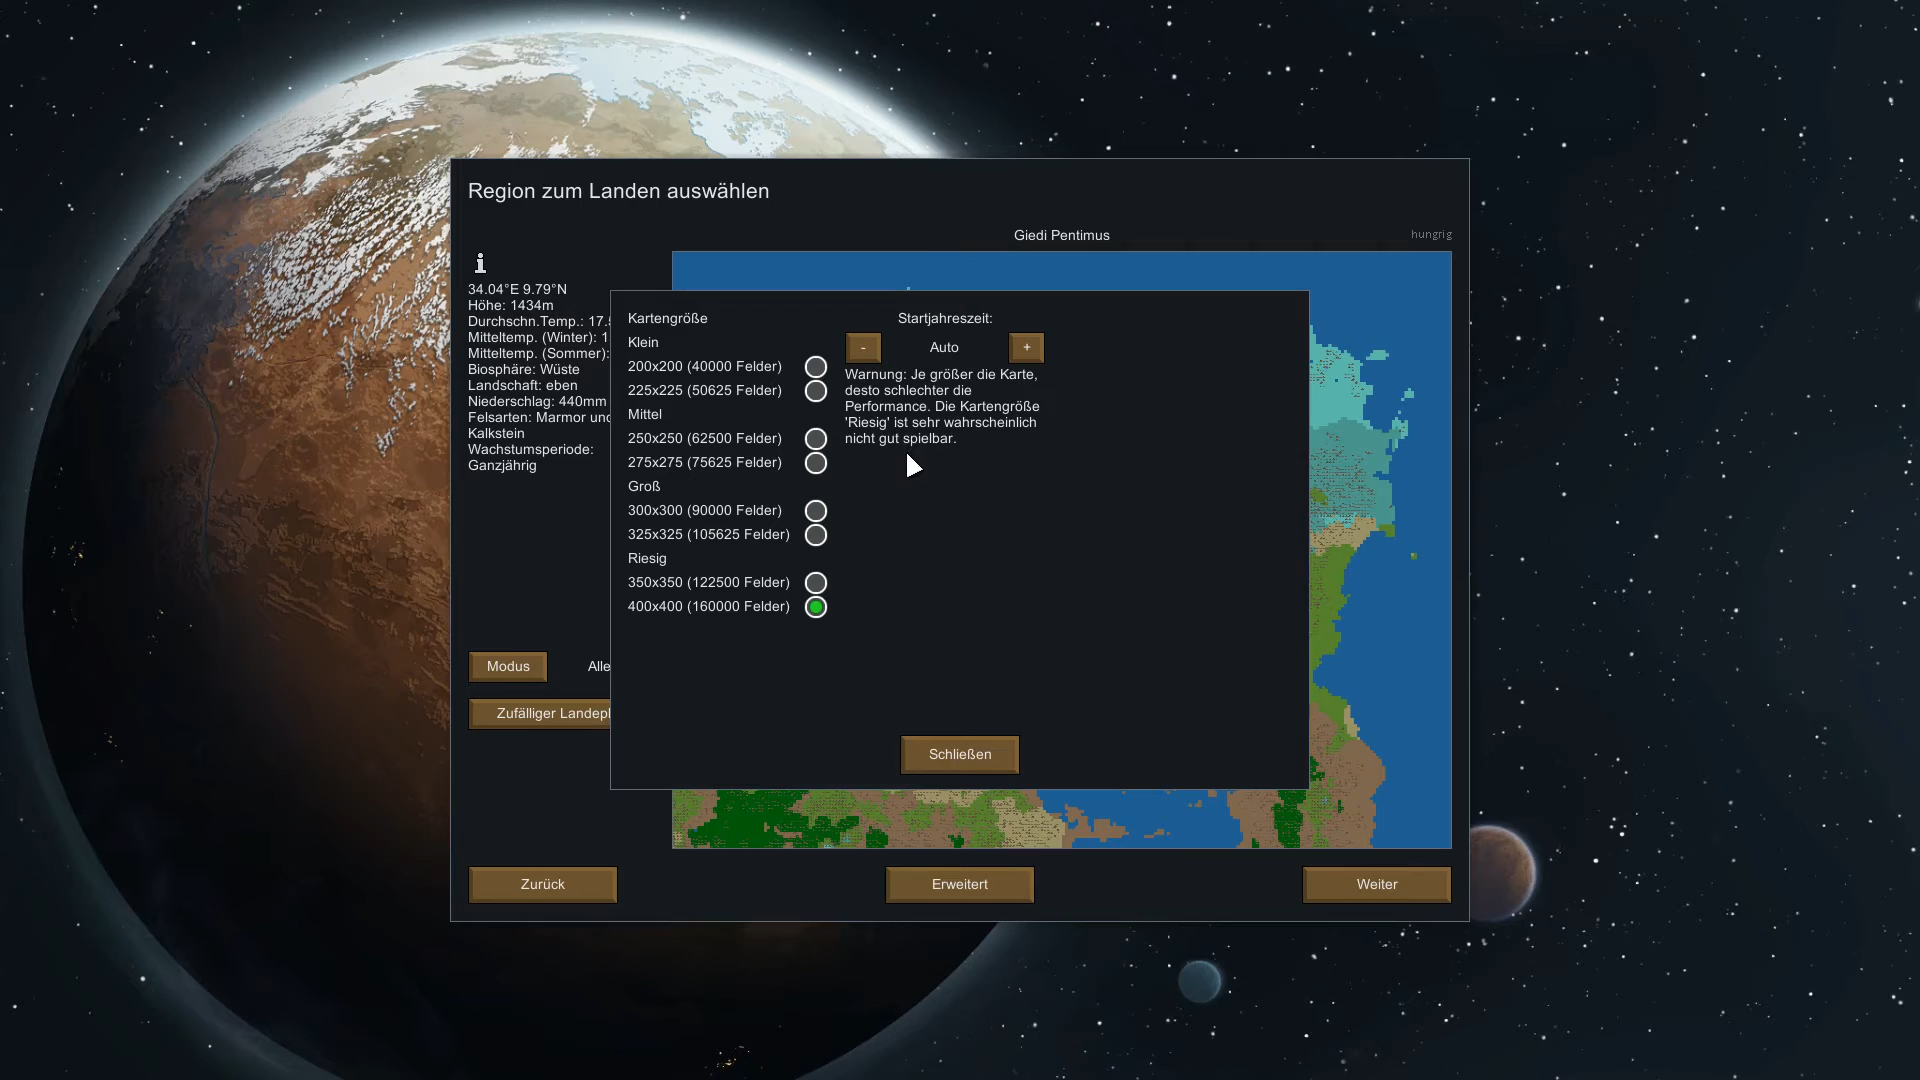 Region zum Landen auswählen
Giedi Pentimus
hungrig
34.04°E 9.79°N
Höhe: 1434m
Durchschn.Temp.: 17.5
Mitteltemp. (Winter): 1
Mitteltemp. (Sommer):
Biosphäre: Wüste
Landschaft: eben
Niederschlag: 440mm
Felsarten: Marmor und
Kalkstein
Wachstumsperiode:
Ganzjährig
Modus
Alle
Zufälliger Landepl
Kartengröße
Klein
200x200 (40000 Felder)
225x225 (50625 Felder)
Mittel
250x250 (62500 Felder)
275x275 (75625 Felder)
Groß
300x300 (90000 Felder)
325x325 (105625 Felder)
Riesig
350x350 (122500 Felder)
400x400 (160000 Felder)
Startjahreszeit:
- Auto +
Warnung: Je größer die Karte,
desto schlechter die
Performance. Die Kartengröße
'Riesig' ist sehr wahrscheinlich
nicht gut spielbar.
Schließen
Zurück
Erweitert
Weiter